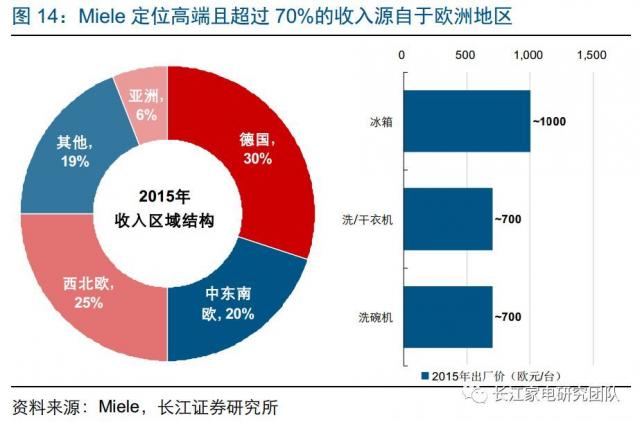 图 14：Miele 定位高端且超过 70%的收入源自于欧洲地区
亚洲，
6%
德国，
30%
其他，
19%
2015年
收入区域结构
西北欧，
25%
中东南
欧，20%
0
500
1,000
1,500
冰箱
~1000
洗/干衣机
~700
洗碗机
~700
2015年出厂价（欧元/台）
长江家电研究团队
资料来源：Miele，长江证券研究所